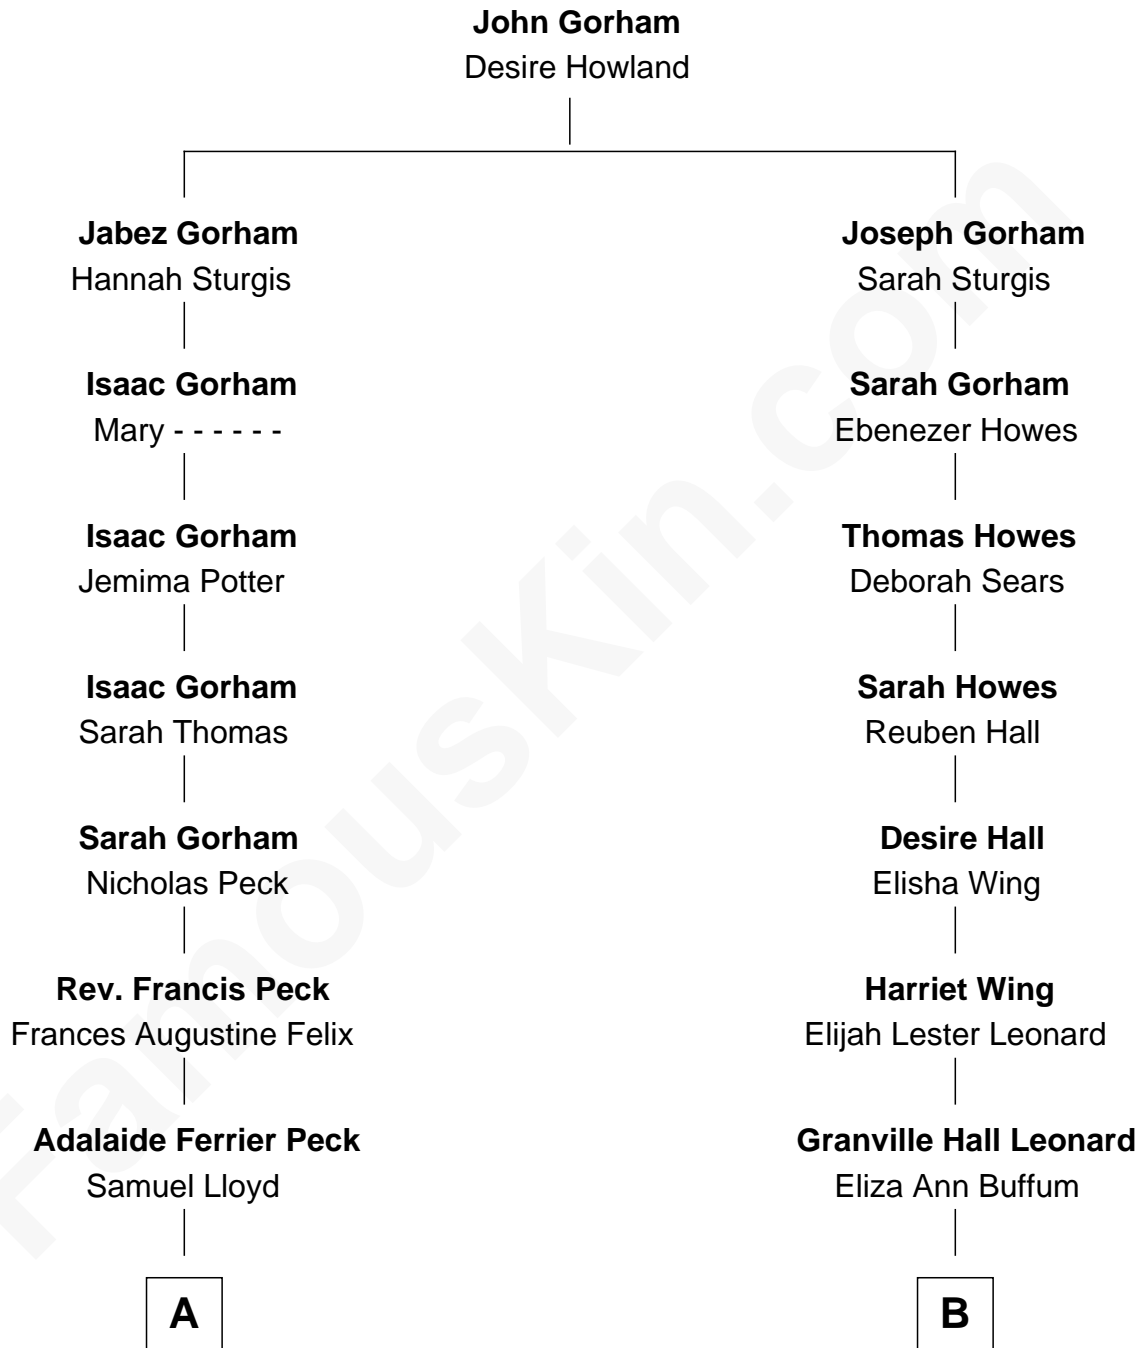 John Gorham
Desire Howland
Jabez Gorham
Hannah Sturgis
Joseph Gorham
Sarah Sturgis
Isaac Gorham
Mary - - - - - -
Sarah Gorham
Ebenezer Howes
Isaac Gorham
Jemima Potter
Thomas Howes
Deborah Sears
Isaac Gorham
Sarah Thomas
Sarah Howes
Reuben Hall
Sarah Gorham
Nicholas Peck
Desire Hall
Elisha Wing
Rev. Francis Peck
Frances Augustine Felix
Harriet Wing
Elijah Lester Leonard
Adalaide Ferrier Peck
Samuel Lloyd
Granville Hall Leonard
Eliza Ann Buffum
A
B
FamousKin.com